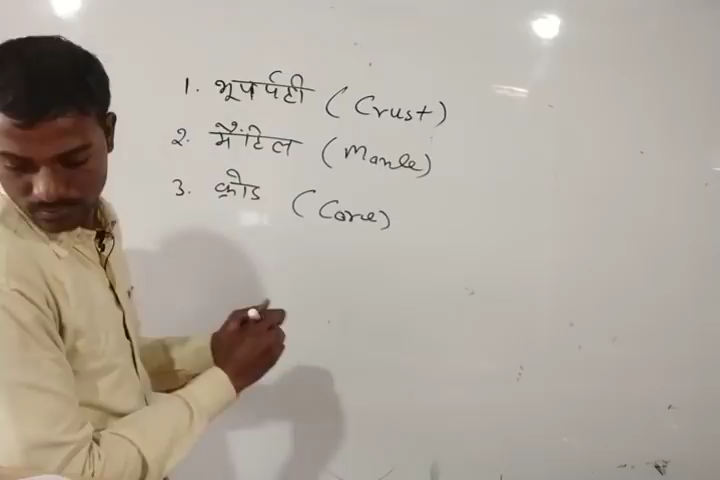 1. भूपर्पटी (Crust)
2. मैंटिल (Manle)
3. क्रोड (Core)